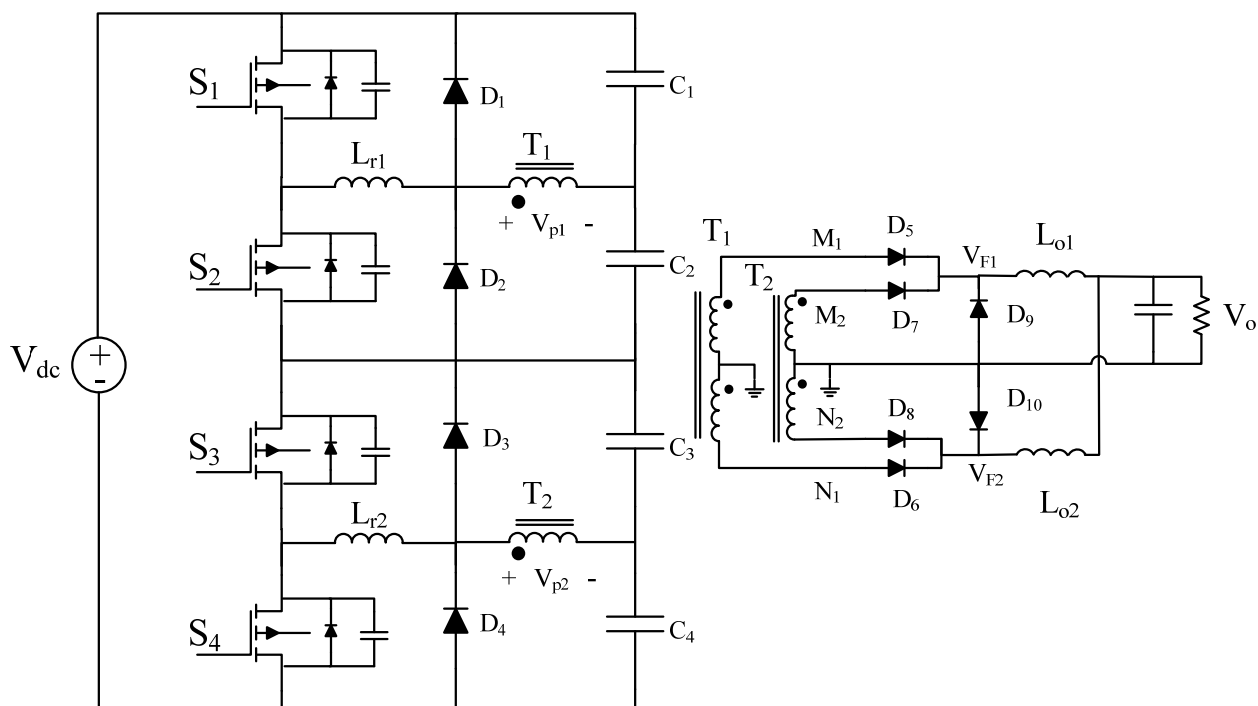 S1
D1
C1
Lr1
T1
+ Vp1 -
S2
D2
C2
Vdc
+
-
S3
D3
C3
Lr2
T2
+ Vp2 -
S4
D4
C4
T1
T2
M1
D5
M2
D7
VF1
Lo1
D9
Vo
N2
D8
D10
N1
D6
VF2
Lo2